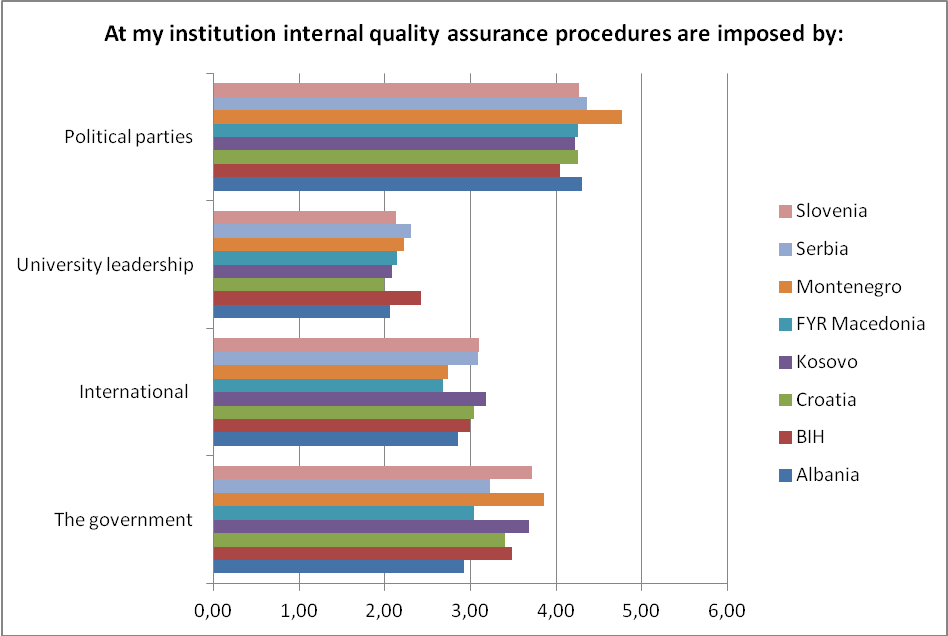 At my institution internal quality assurance procedures are imposed by:
Political parties
University leadership
International
The government
Slovenia
Serbia
Montenegro
FYR Macedonia
Kosovo
Croatia
BIH
Albania
0,00 1,00 2,00 3,00 4,00 5,00 6,00